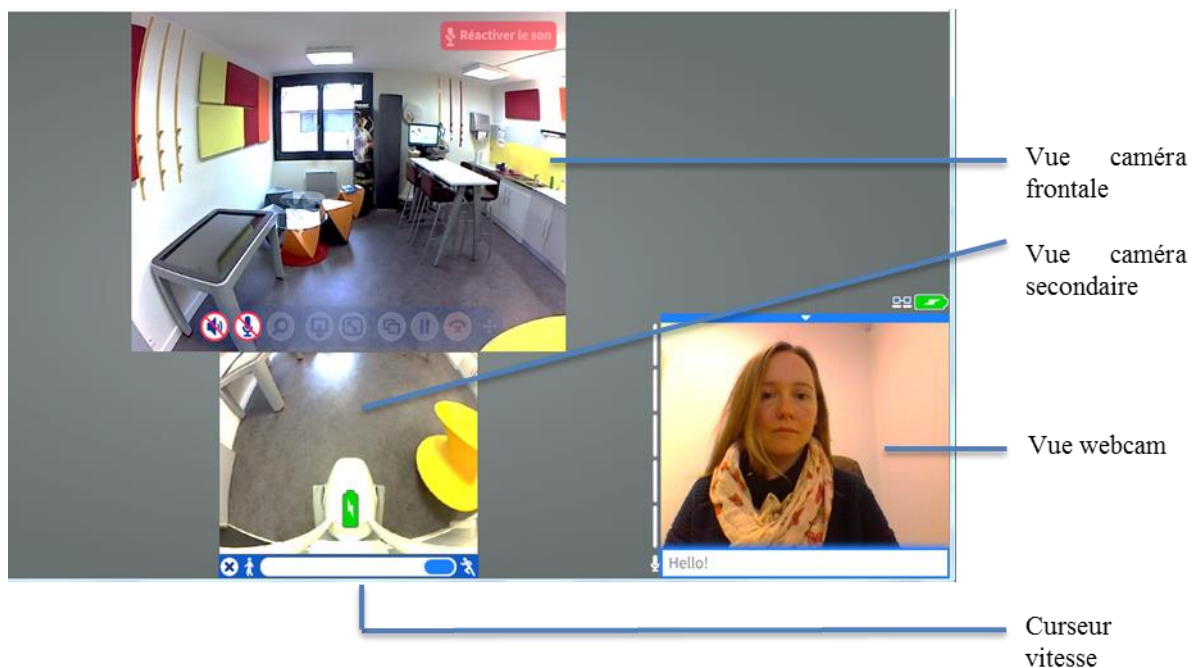 Réactiver le son
Vue caméra
frontale
Vue caméra
secondaire
Vue webcam
Hello!
Curseur
vitesse